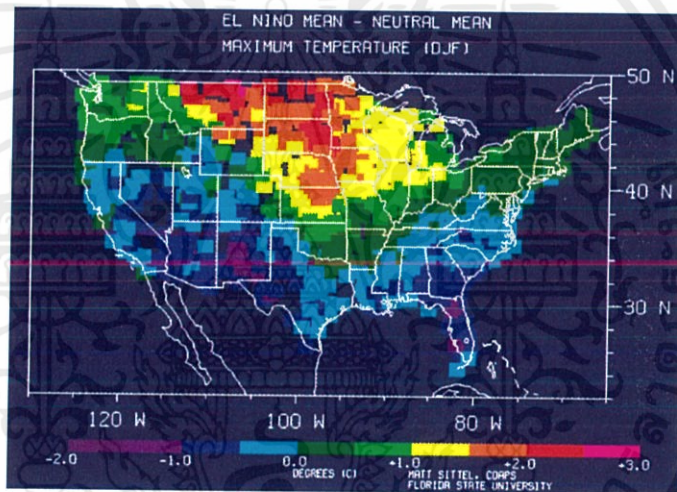 EL NINO MEAN - NEUTRAL MEAN
MAXIMUM TEMPERATURE (DJF)
50 N
40 N
30 N
120 W
100 W
80 W
-2.0
-1.0
0.0
+1.0
+2.0
+3.0
DEGREES (C)
MATT SITTEL, COAPS
FLORIDA STATE UNIVERSITY